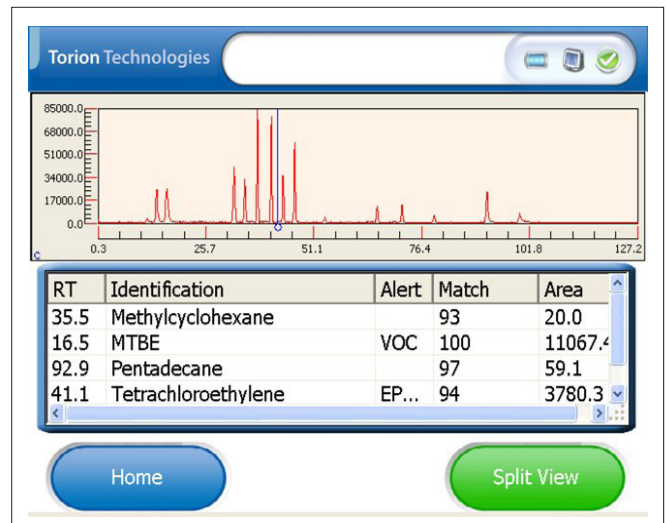 Torion Technologies
85000.0
68000.0
51000.0
34000.0
17000.0
0.0
0.3 25.7 51.1 76.4 101.8 127.2
c
RT Identification Alert Match Area
35.5 Methylcyclohexane 93 20.0
16.5 MTBE VOC 100 11067.4
92.9 Pentadecane 97 59.1
41.1 Tetrachloroethylene EP... 94 3780.3
Home Split View